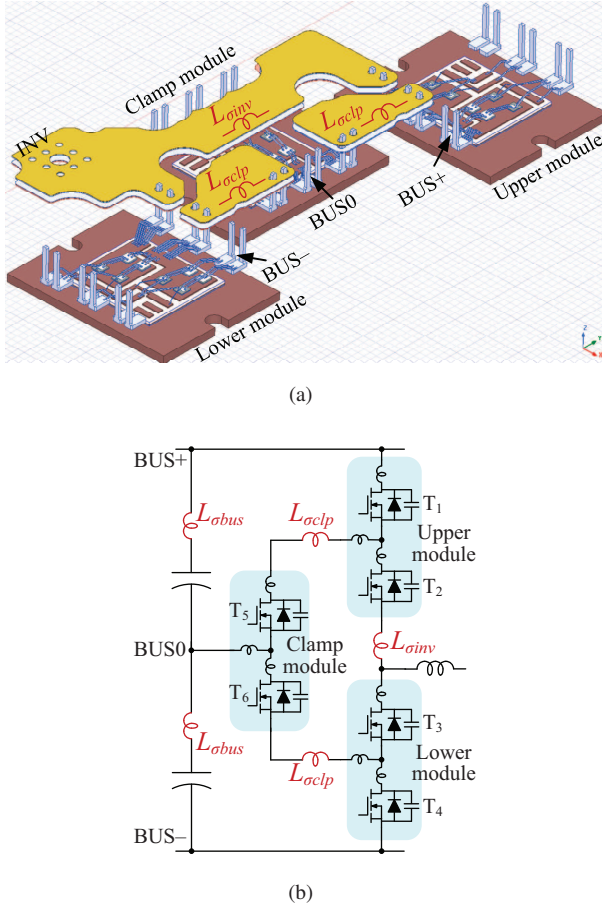 Clamp module
INV
Lσinv
Lσclp
Lσclp
BUS+
Upper module
BUS0
BUS–
Lower module
Z
Y
X
(a)
BUS+
Lσbus
Lσclp
T1
Upper
module
T2
T5
BUS0
Clamp
module
Lσinv
T6
T3
Lσbus
Lσclp
Lower
module
T4
BUS–
(b)